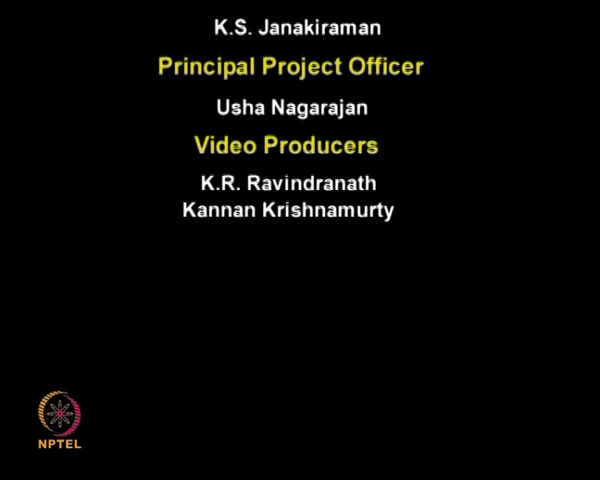 K.S. Janakiraman
Principal Project Officer
Usha Nagarajan
Video Producers
K.R. Ravindranath
Kannan Krishnamurty
NPTEL